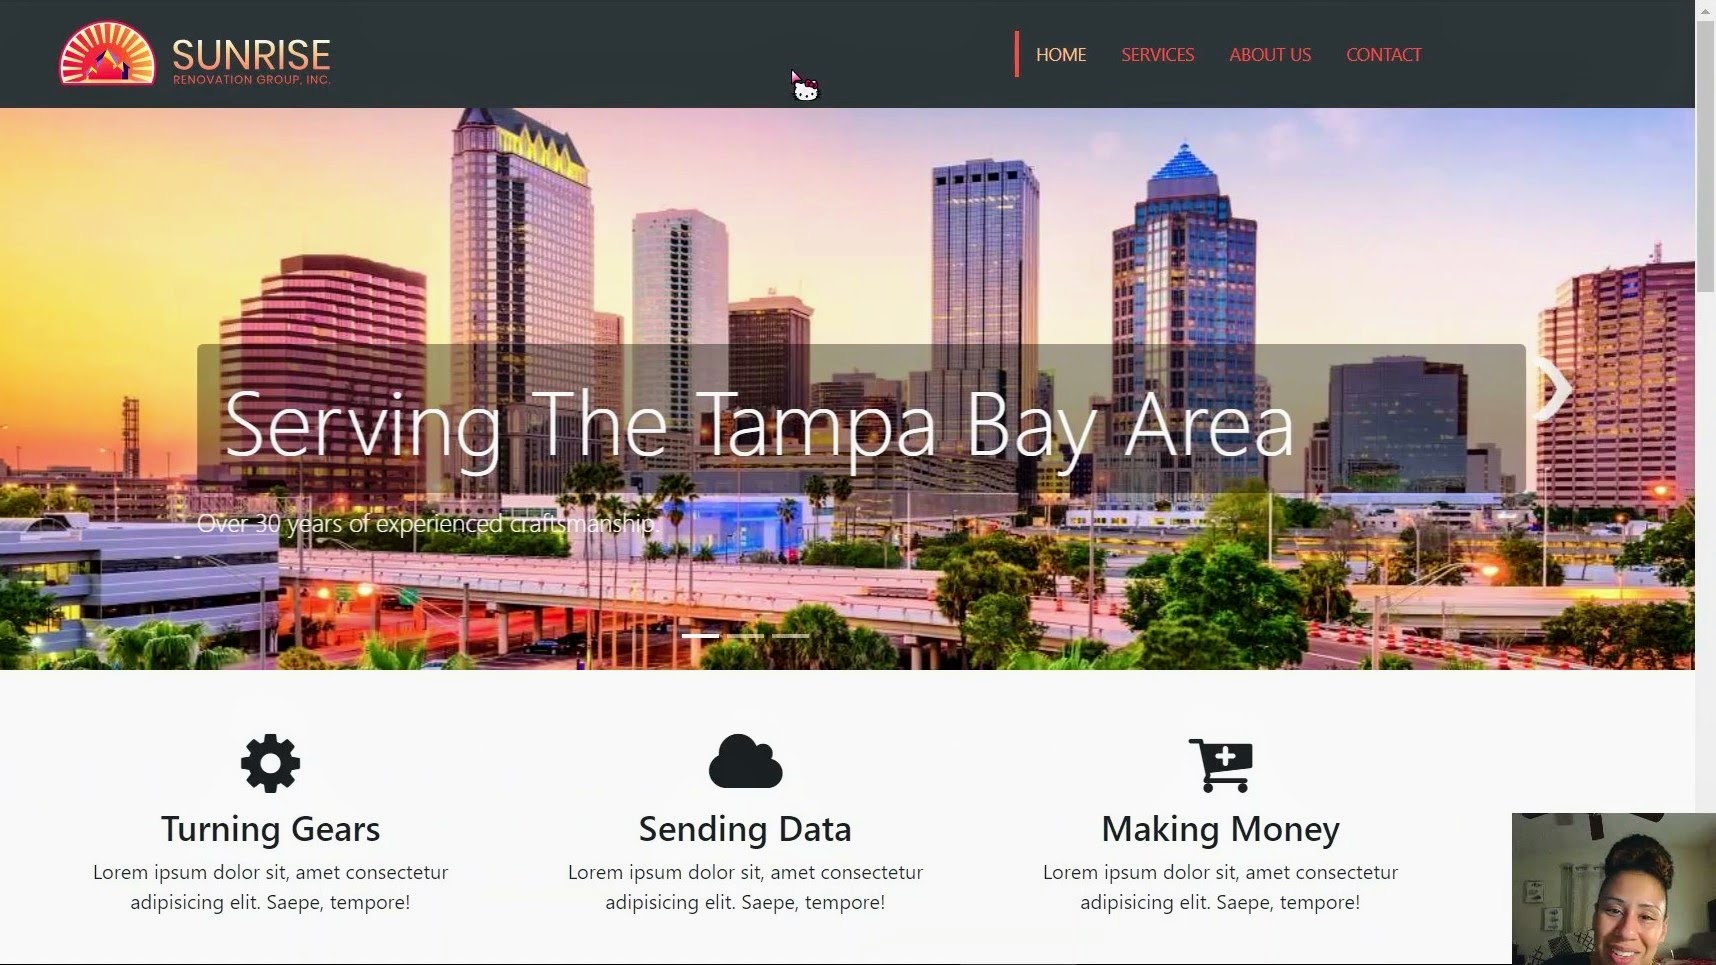 SUNRISE
RENOVATION GROUP, INC.
HOME SERVICES ABOUT US CONTACT
Serving The Tampa Bay Area
Over 30 years of experienced craftsmanship.
Turning Gears
Lorem ipsum dolor sit, amet consectetur
adipisicing elit. Saepe, tempore!
Sending Data
Lorem ipsum dolor sit, amet consectetur
adipisicing elit. Saepe, tempore!
Making Money
Lorem ipsum dolor sit, amet consectetur
adipisicing elit. Saepe, tempore!